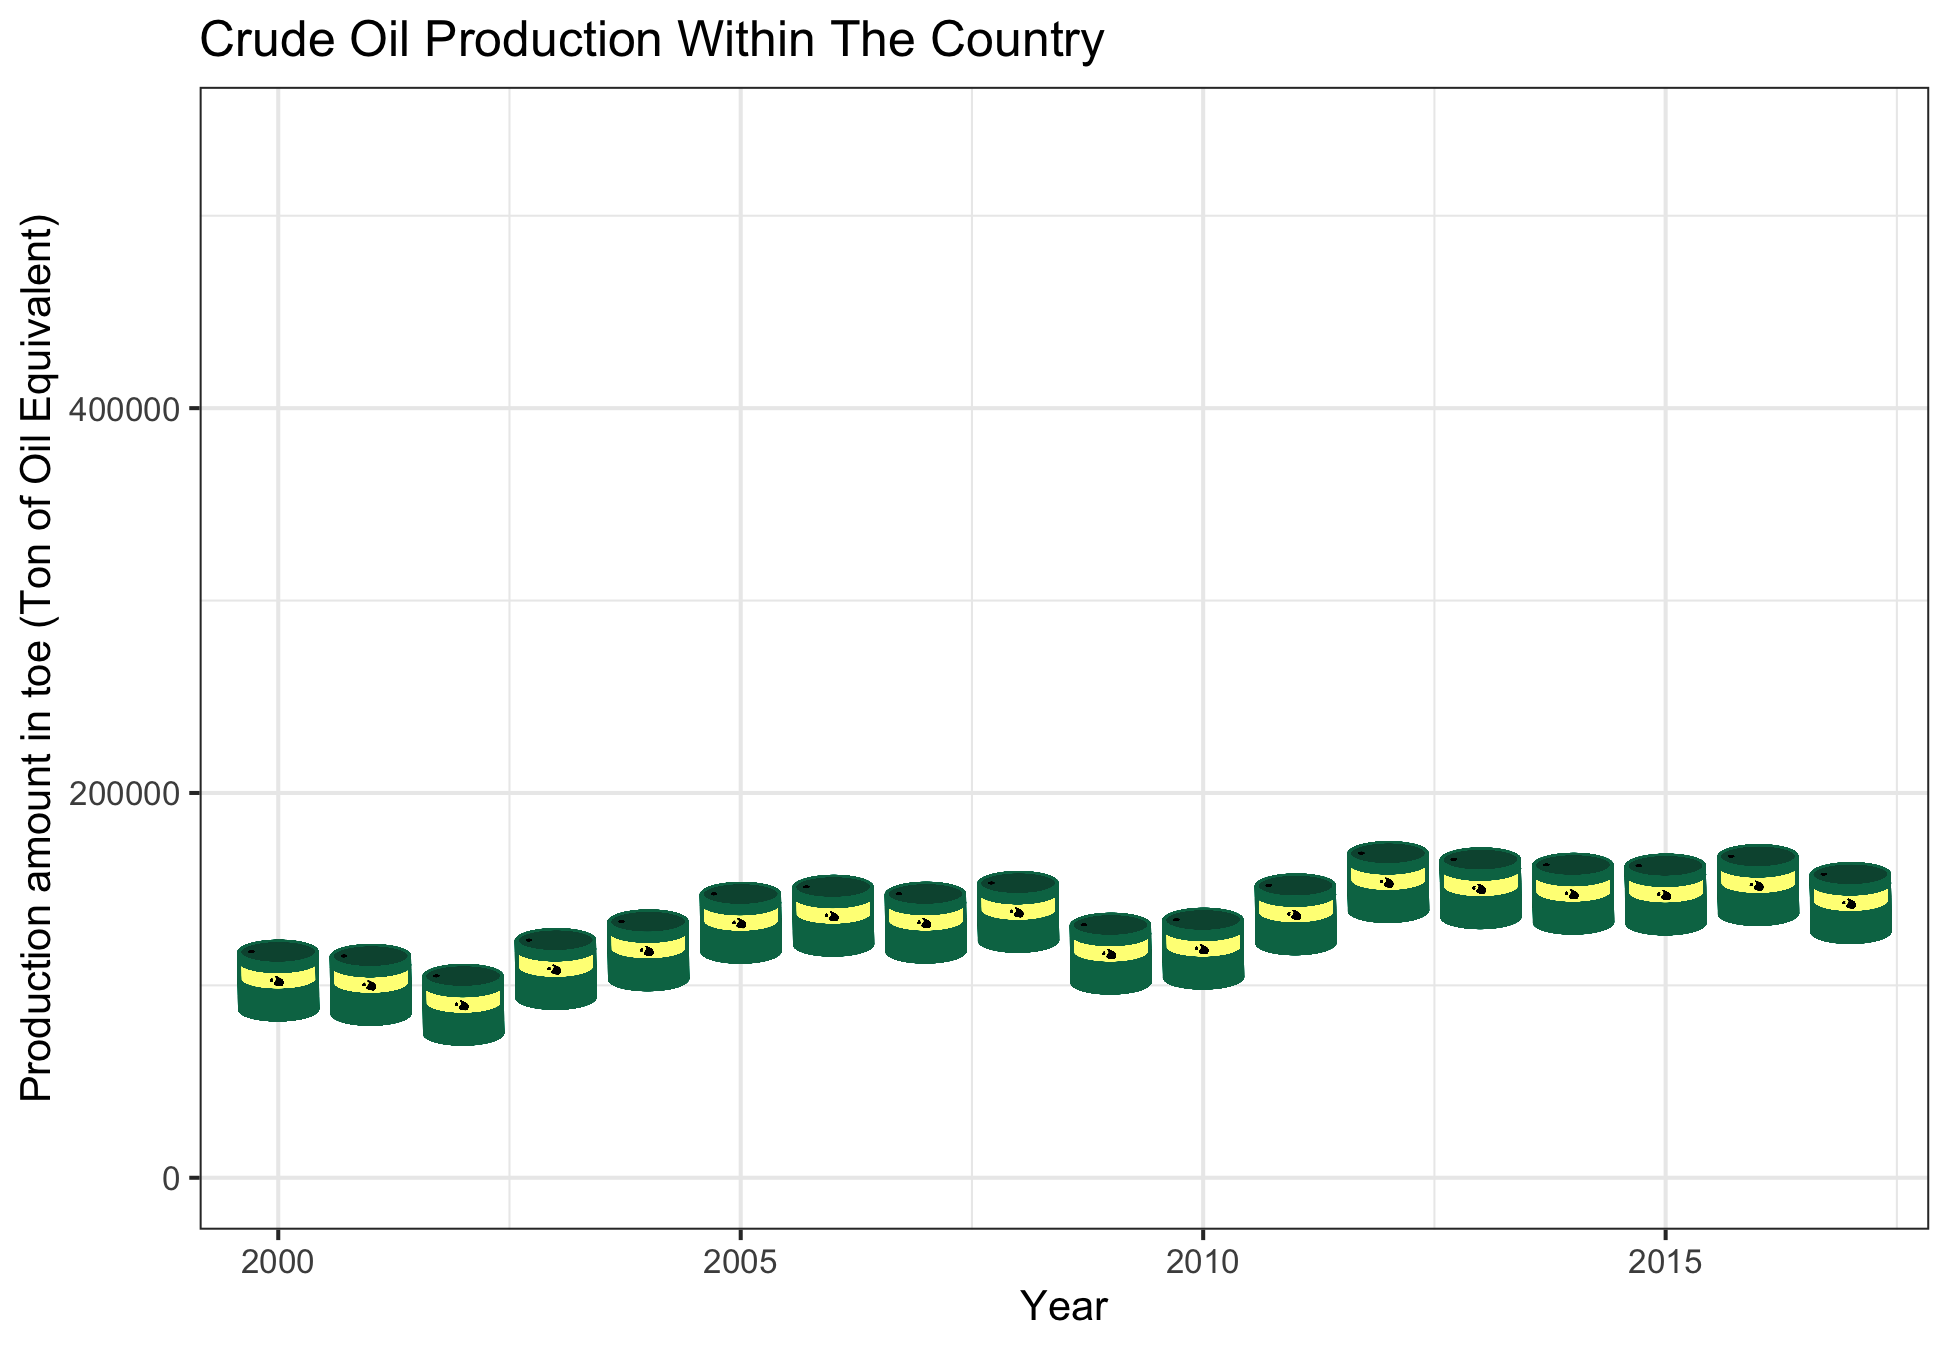 Crude Oil Production Within The Country
Production amount in toe (Ton of Oil Equivalent)
400000
200000
0
2000 2005 2010 2015
Year